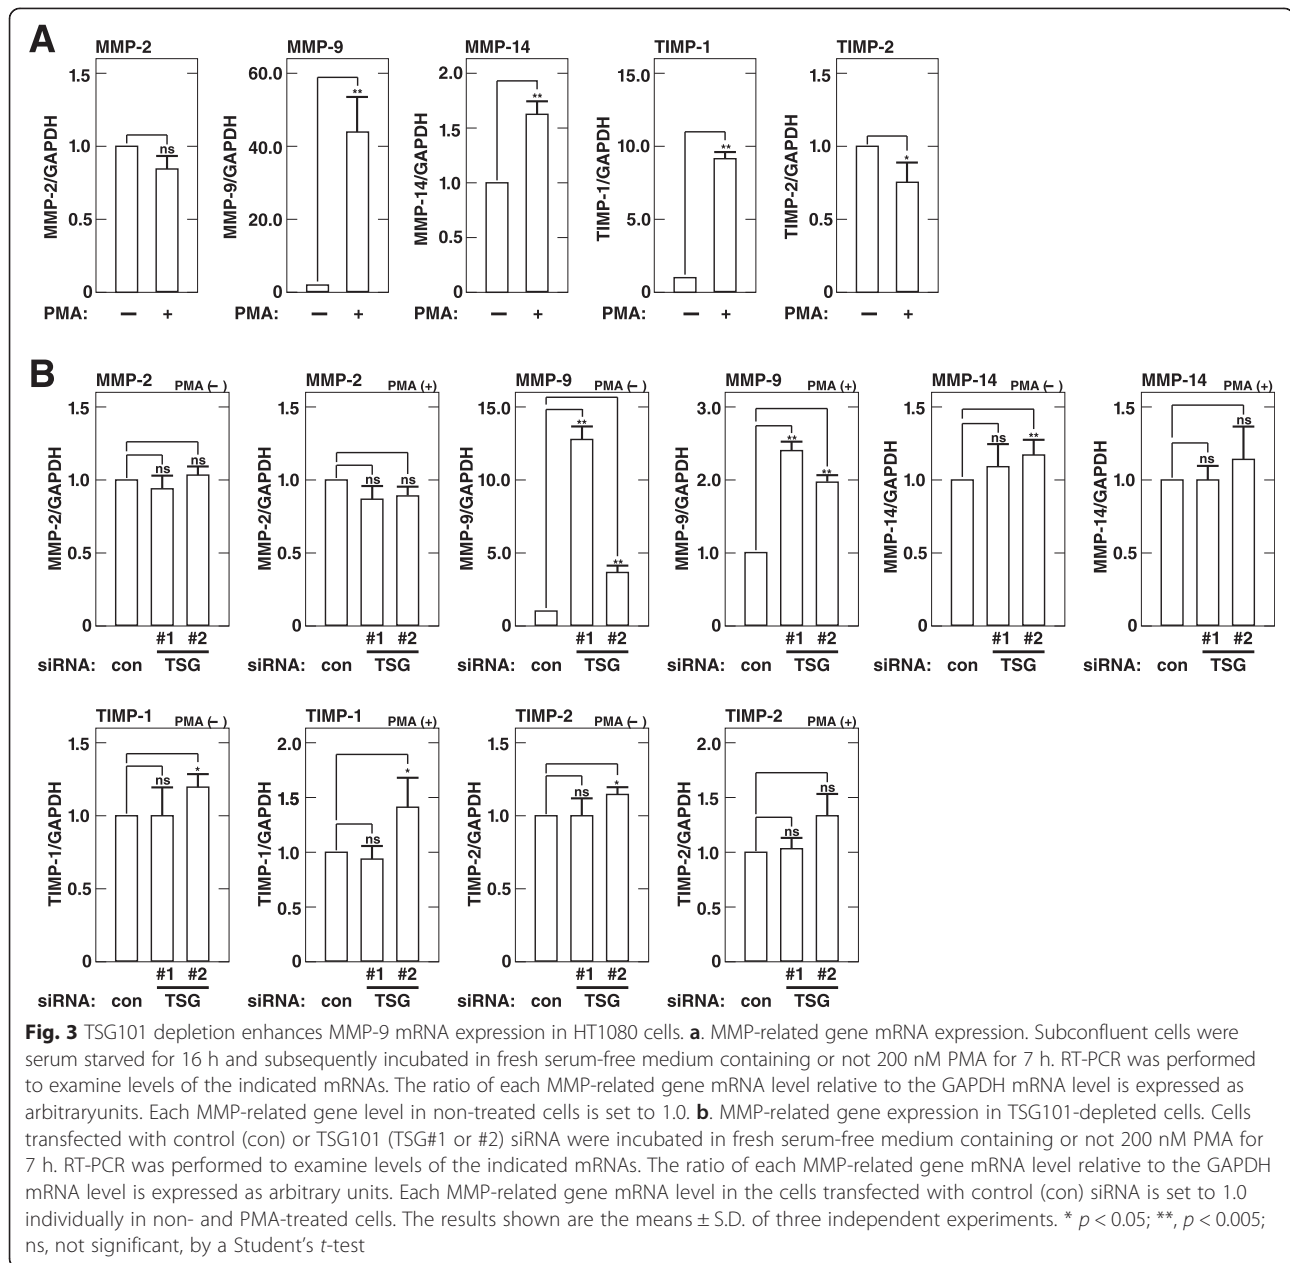 A
MMP-2 MMP-9 MMP-14 TIMP-1 TIMP-2
MMP-2/GAPDH
1.5
1.0
0.5
0
MMP-9/GAPDH
60.0
40.0
20.0
0
MMP-14/GAPDH
2.0
1.5
1.0
0.5
0
TIMP-1/GAPDH
15.0
10.0
5.0
0
TIMP-2/GAPDH
1.5
1.0
0.5
0
ns ** ** ** *
PMA: − + PMA: − + PMA: − + PMA: − + PMA: − +
B
MMP-2 PMA (−) MMP-2 PMA (+) MMP-9 PMA (−) MMP-9 PMA (+) MMP-14 PMA (−) MMP-14 PMA (+)
MMP-2/GAPDH
1.5
1.0
0.5
0
ns ns
MMP-2/GAPDH
1.5
1.0
0.5
0
ns ns
MMP-9/GAPDH
15.0
10.0
5.0
0
** **
MMP-9/GAPDH
3.0
2.0
1.0
0
** **
MMP-14/GAPDH
1.5
1.0
0.5
0
ns **
MMP-14/GAPDH
1.5
1.0
0.5
0
ns ns
#1 #2 #1 #2 #1 #2 #1 #2 #1 #2 #1 #2
siRNA: con TSG siRNA: con TSG siRNA: con TSG siRNA: con TSG siRNA: con TSG siRNA: con TSG
TIMP-1 PMA (−) TIMP-1 PMA (+) TIMP-2 PMA (−) TIMP-2 PMA (+)
TIMP-1/GAPDH
1.5
1.0
0.5
0
ns *
TIMP-1/GAPDH
2.0
1.5
1.0
0.5
0
ns *
TIMP-2/GAPDH
1.5
1.0
0.5
0
ns *
TIMP-2/GAPDH
2.0
1.5
1.0
0.5
0
ns ns
#1 #2 #1 #2 #1 #2 #1 #2
siRNA: con TSG siRNA: con TSG siRNA: con TSG siRNA: con TSG
Fig. 3 TSG101 depletion enhances MMP-9 mRNA expression in HT1080 cells. a. MMP-related gene mRNA expression. Subconfluent cells were
serum starved for 16 h and subsequently incubated in fresh serum-free medium containing or not 200 nM PMA for 7 h. RT-PCR was performed
to examine levels of the indicated mRNAs. The ratio of each MMP-related gene mRNA level relative to the GAPDH mRNA level is expressed as
arbitraryunits. Each MMP-related gene level in non-treated cells is set to 1.0. b. MMP-related gene expression in TSG101-depleted cells. Cells
transfected with control (con) or TSG101 (TSG#1 or #2) siRNA were incubated in fresh serum-free medium containing or not 200 nM PMA for
7 h. RT-PCR was performed to examine levels of the indicated mRNAs. The ratio of each MMP-related gene mRNA level relative to the GAPDH
mRNA level is expressed as arbitrary units. Each MMP-related gene mRNA level in the cells transfected with control (con) siRNA is set to 1.0
individually in non- and PMA-treated cells. The results shown are the means ± S.D. of three independent experiments. * p < 0.05; **, p < 0.005;
ns, not significant, by a Student's t-test